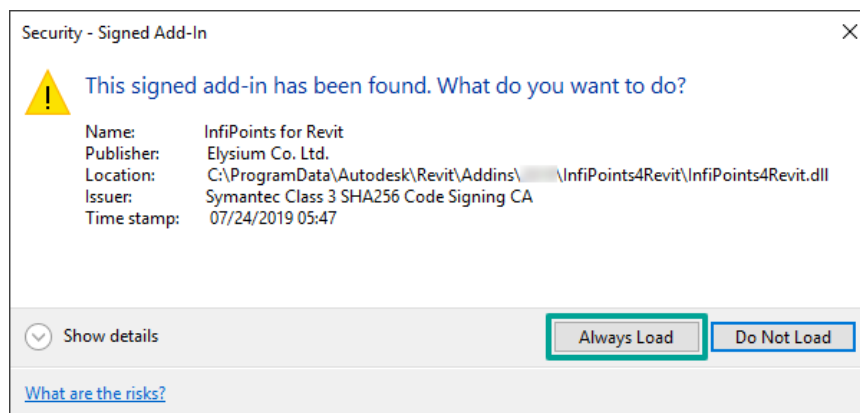 Security - Signed Add-In
This signed add-in has been found. What do you want to do?
Name: InfiPoints for Revit
Publisher: Elysium Co. Ltd.
Location: C:\ProgramData\Autodesk\Revit\Addins\ \InfiPoints4Revit\InfiPoints4Revit.dll
Issuer: Symantec Class 3 SHA256 Code Signing CA
Time stamp: 07/24/2019 05:47
Show details
Always Load
Do Not Load
What are the risks?